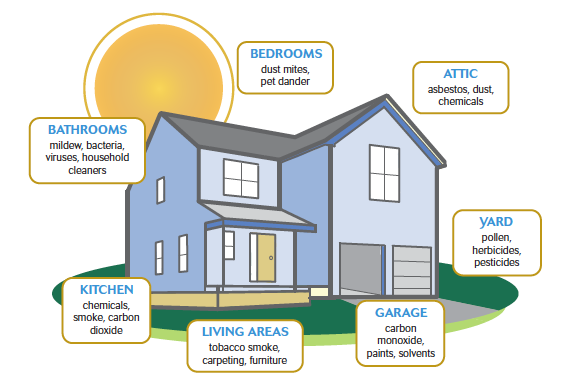 BEDROOMS
dust mites,
pet dander
ATTIC
asbestos, dust,
chemicals
BATHROOMS
mildew, bacteria,
viruses, household
cleaners
YARD
pollen,
herbicides,
pesticides
KITCHEN
chemicals,
smoke, carbon
dioxide
LIVING AREAS
tobacco smoke,
carpeting, furniture
GARAGE
carbon
monoxide,
paints, solvents